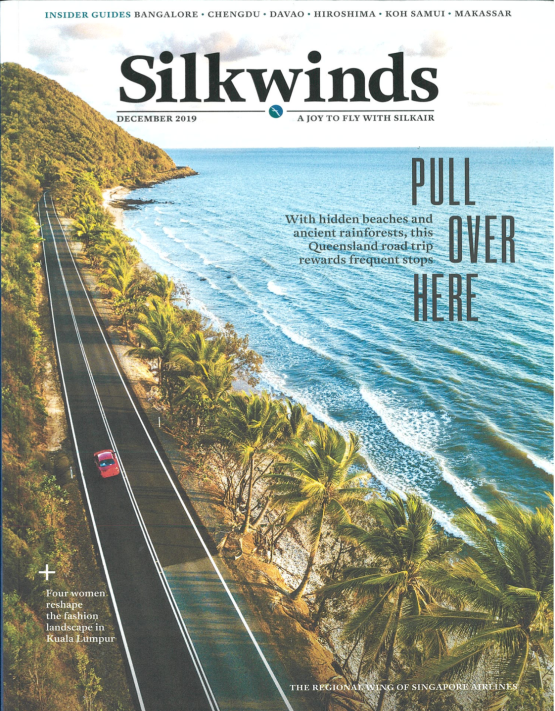 INSIDER GUIDES BANGALORE • CHENGDU • DAVAO • HIROSHIMA • KOH SAMUI • MAKASSAR
Silkwinds
DECEMBER 2019
A JOY TO FLY WITH SILKAIR
PULL
OVER
HERE
With hidden beaches and
ancient rainforests, this
Queensland road trip
rewards frequent stops
+
Four women
reshape
the fashion
landscape in
Kuala Lumpur
THE REGIONAL WING OF SINGAPORE AIRLINES